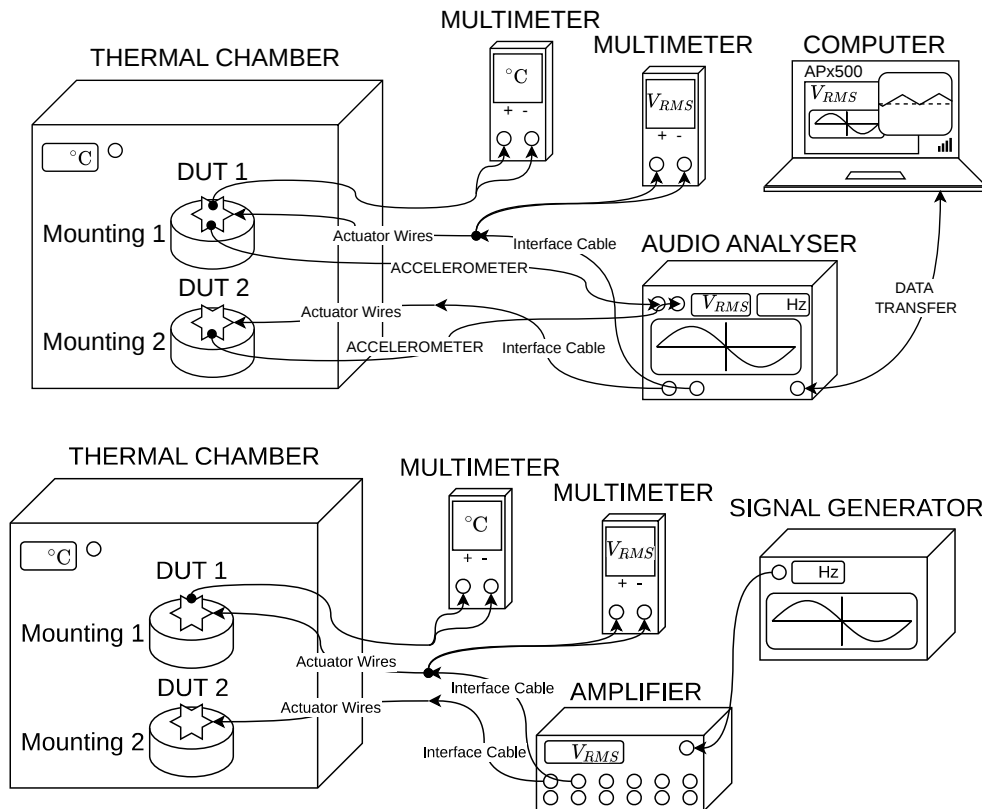 MULTIMETER
MULTIMETER
COMPUTER
THERMAL CHAMBER
APx500
°C
V_RMS
V_RMS
+ -
+ -
°C
DUT 1
Mounting 1
Actuator Wires
Interface Cable
AUDIO ANALYSER
ACCELEROMETER
DUT 2
V_RMS
Hz
DATA
TRANSFER
Actuator Wires
Mounting 2
ACCELEROMETER
Interface Cable
THERMAL CHAMBER
MULTIMETER
MULTIMETER
SIGNAL GENERATOR
°C
V_RMS
+ -
+ -
°C
Hz
DUT 1
Mounting 1
Actuator Wires
DUT 2
Interface Cable
AMPLIFIER
Actuator Wires
Mounting 2
Interface Cable
V_RMS